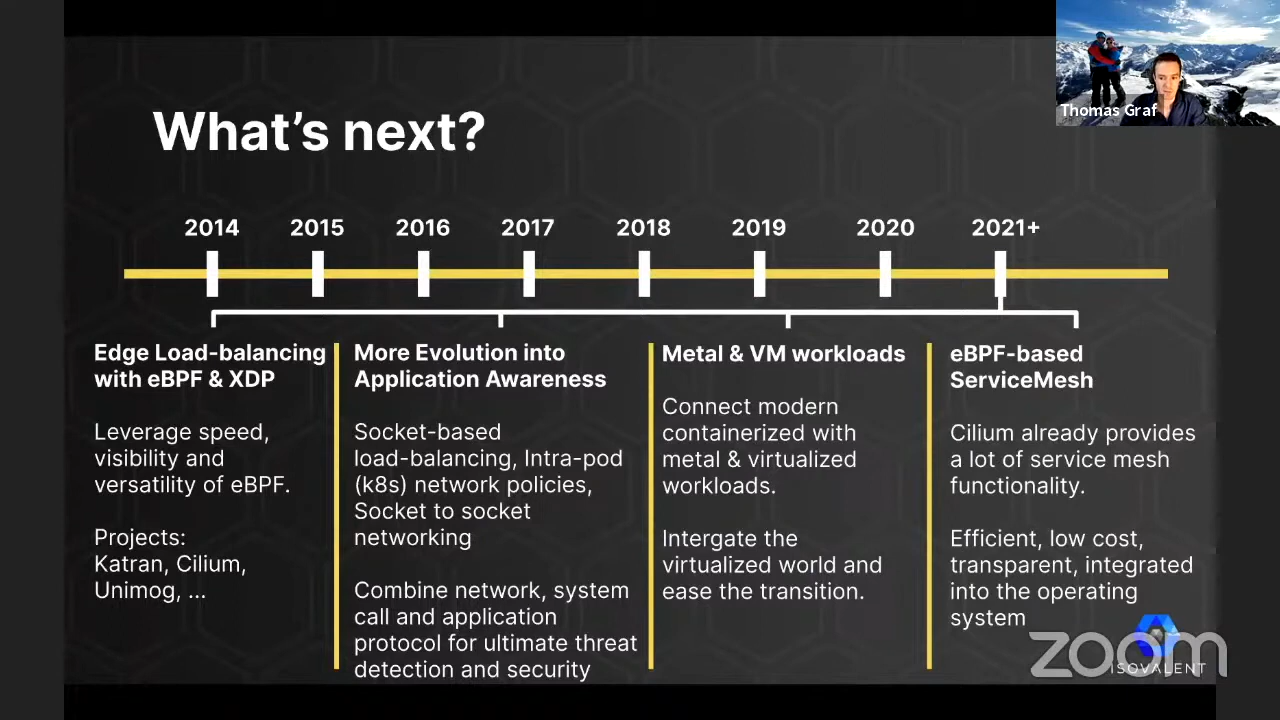 Thomas Graf
What's next?
2014 2015 2016 2017 2018 2019 2020 2021+
Edge Load-balancing
with eBPF & XDP
Leverage speed,
visibility and
versatility of eBPF.
Projects:
Katran, Cilium,
Unimog, ...
More Evolution into
Application Awareness
Socket-based
load-balancing, Intra-pod
(k8s) network policies,
Socket to socket
networking
Combine network, system
call and application
protocol for ultimate threat
detection and security
Metal & VM workloads
Connect modern
containerized with
metal & virtualized
workloads.
Intergate the
virtualized world and
ease the transition.
eBPF-based
ServiceMesh
Cilium already provides
a lot of service mesh
functionality.
Efficient, low cost,
transparent, integrated
into the operating
system
zoom
ISOVALENT